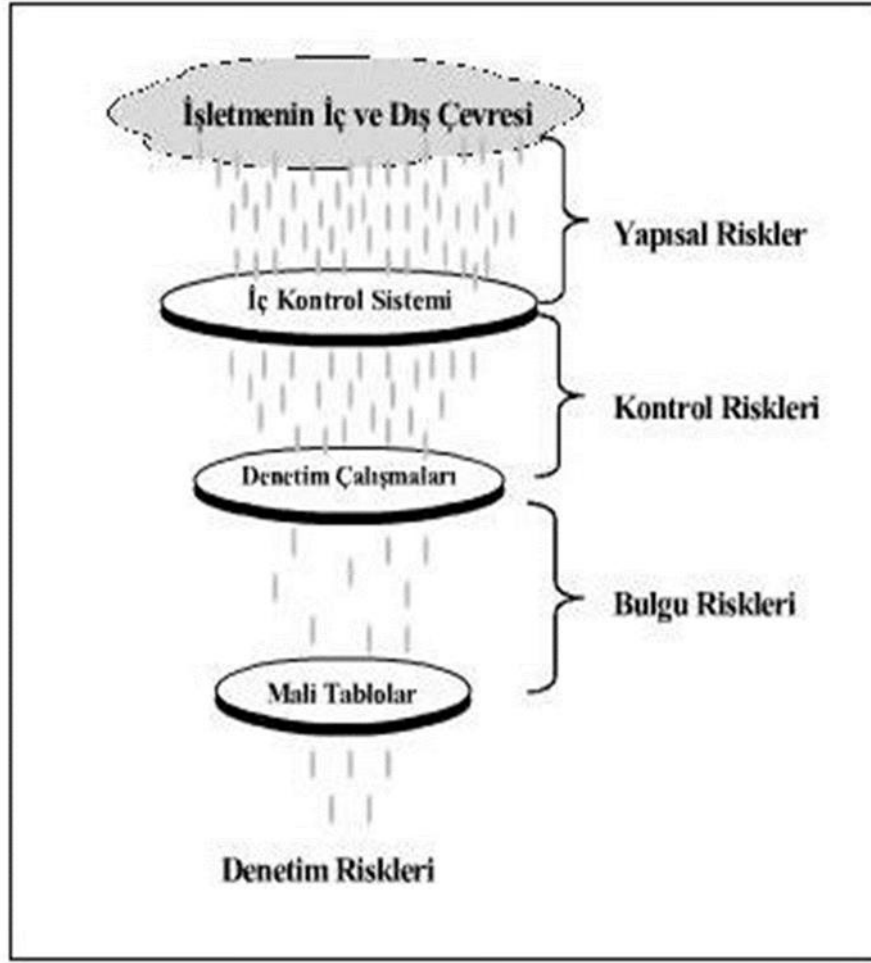 İşletmenin İç ve Dış Çevresi
Yapısal Riskler
İç Kontrol Sistemi
Kontrol Riskleri
Denetim Çalışmaları
Bulgu Riskleri
Mali Tablolar
Denetim Riskleri